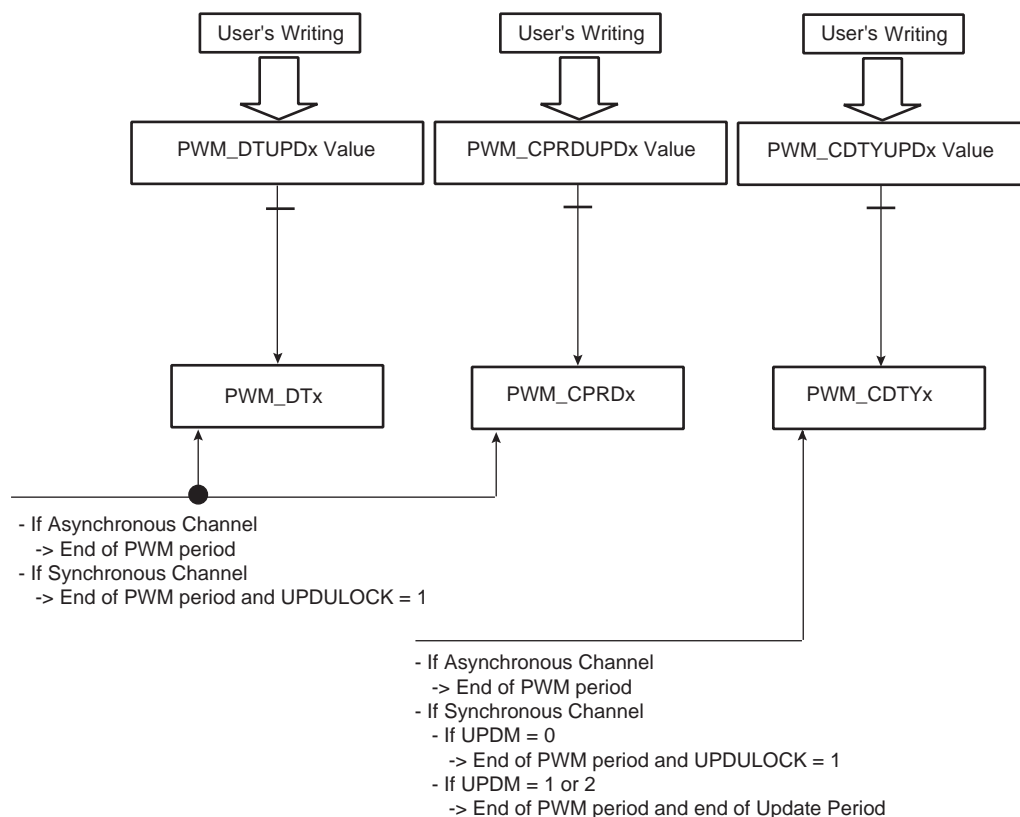 User's Writing
User's Writing
User's Writing
PWM_DTUPDx Value
PWM_CPRDUPDx Value
PWM_CDTYUPDx Value
PWM_DTx
PWM_CPRDx
PWM_CDTYx
- If Asynchronous Channel
-> End of PWM period
- If Synchronous Channel
-> End of PWM period and UPDULOCK = 1
- If Asynchronous Channel
-> End of PWM period
- If Synchronous Channel
- If UPDM = 0
-> End of PWM period and UPDULOCK = 1
- If UPDM = 1 or 2
-> End of PWM period and end of Update Period